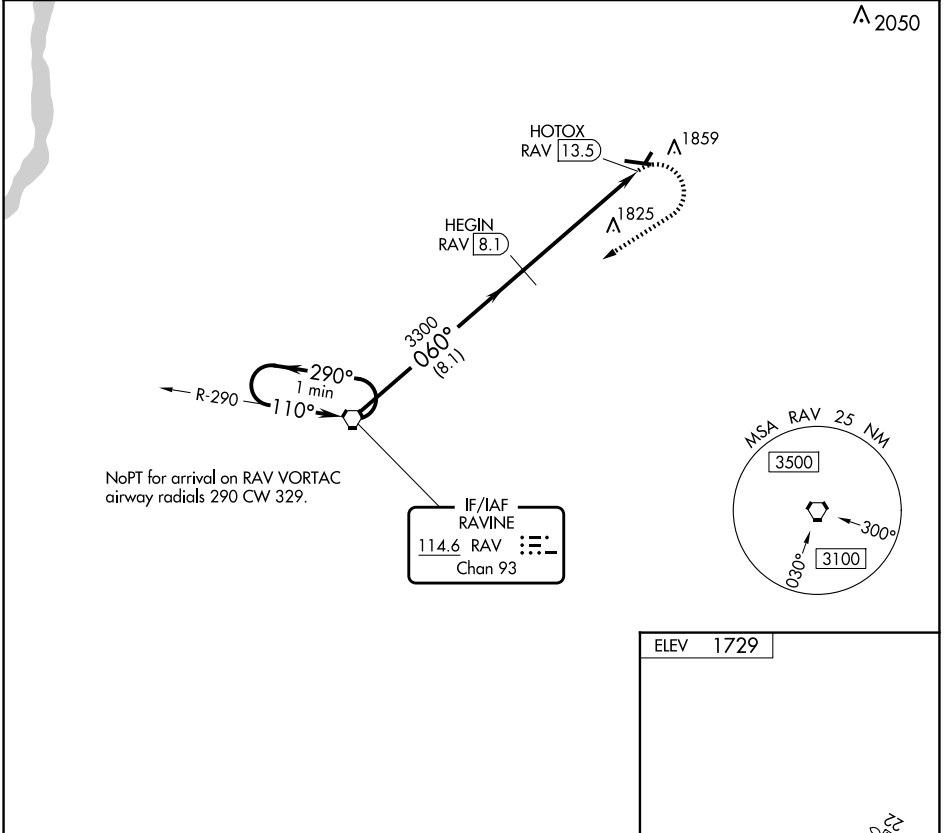 2050
HOTOX
RAV 13.5
1859
1825
HEGIN
RAV 8.1
3300
060°
(8.1)
290°
1 min
110°
R-290
NoPT for arrival on RAV VORTAC
airway radials 290 CW 329.
IF/IAF
RAVINE
114.6 RAV
Chan 93
MSA RAV 25 NM
3500
300°
030°
3100
ELEV 1729
22